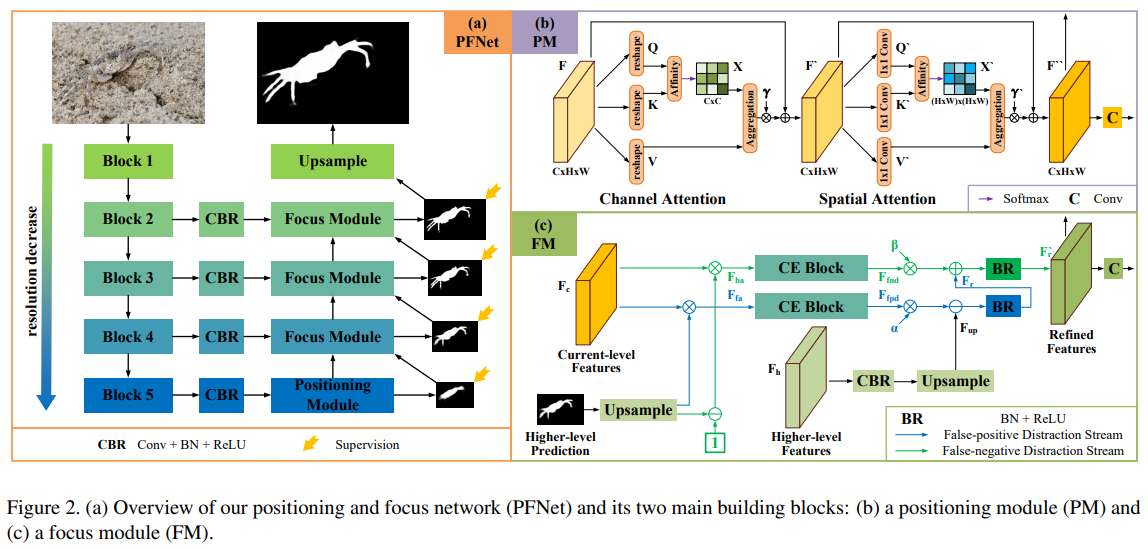 (a)
PFNet
Block 1
Upsample
Block 2
CBR
Focus Module
Block 3
CBR
Focus Module
Block 4
CBR
Focus Module
Block 5
CBR
Positioning
Module
resolution decrease
CBR Conv + BN + ReLU
Supervision
(b)
PM
F
CxHxW
reshape
Q
reshape
K
reshape
V
Affinity
X
CxC
Aggregation
γ
Channel Attention
F`
CxHxW
1x1 Conv
Q`
1x1 Conv
K`
1x1 Conv
V`
Affinity
X`
(HxW)x(HxW)
Aggregation
γ`
Spatial Attention
F``
CxHxW
C
Softmax
C Conv
(c)
FM
Fc
Current-level
Features
Higher-level
Prediction
Upsample
1
Fba
CE Block
Ffnd
β
Fr
BR
F`r
Ffa
CE Block
Ffpd
α
BR
Fup
Fh
Higher-level
Features
CBR
Upsample
Refined
Features
C
BR BN + ReLU
False-positive Distraction Stream
False-negative Distraction Stream
Figure 2. (a) Overview of our positioning and focus network (PFNet) and its two main building blocks: (b) a positioning module (PM) and
(c) a focus module (FM).